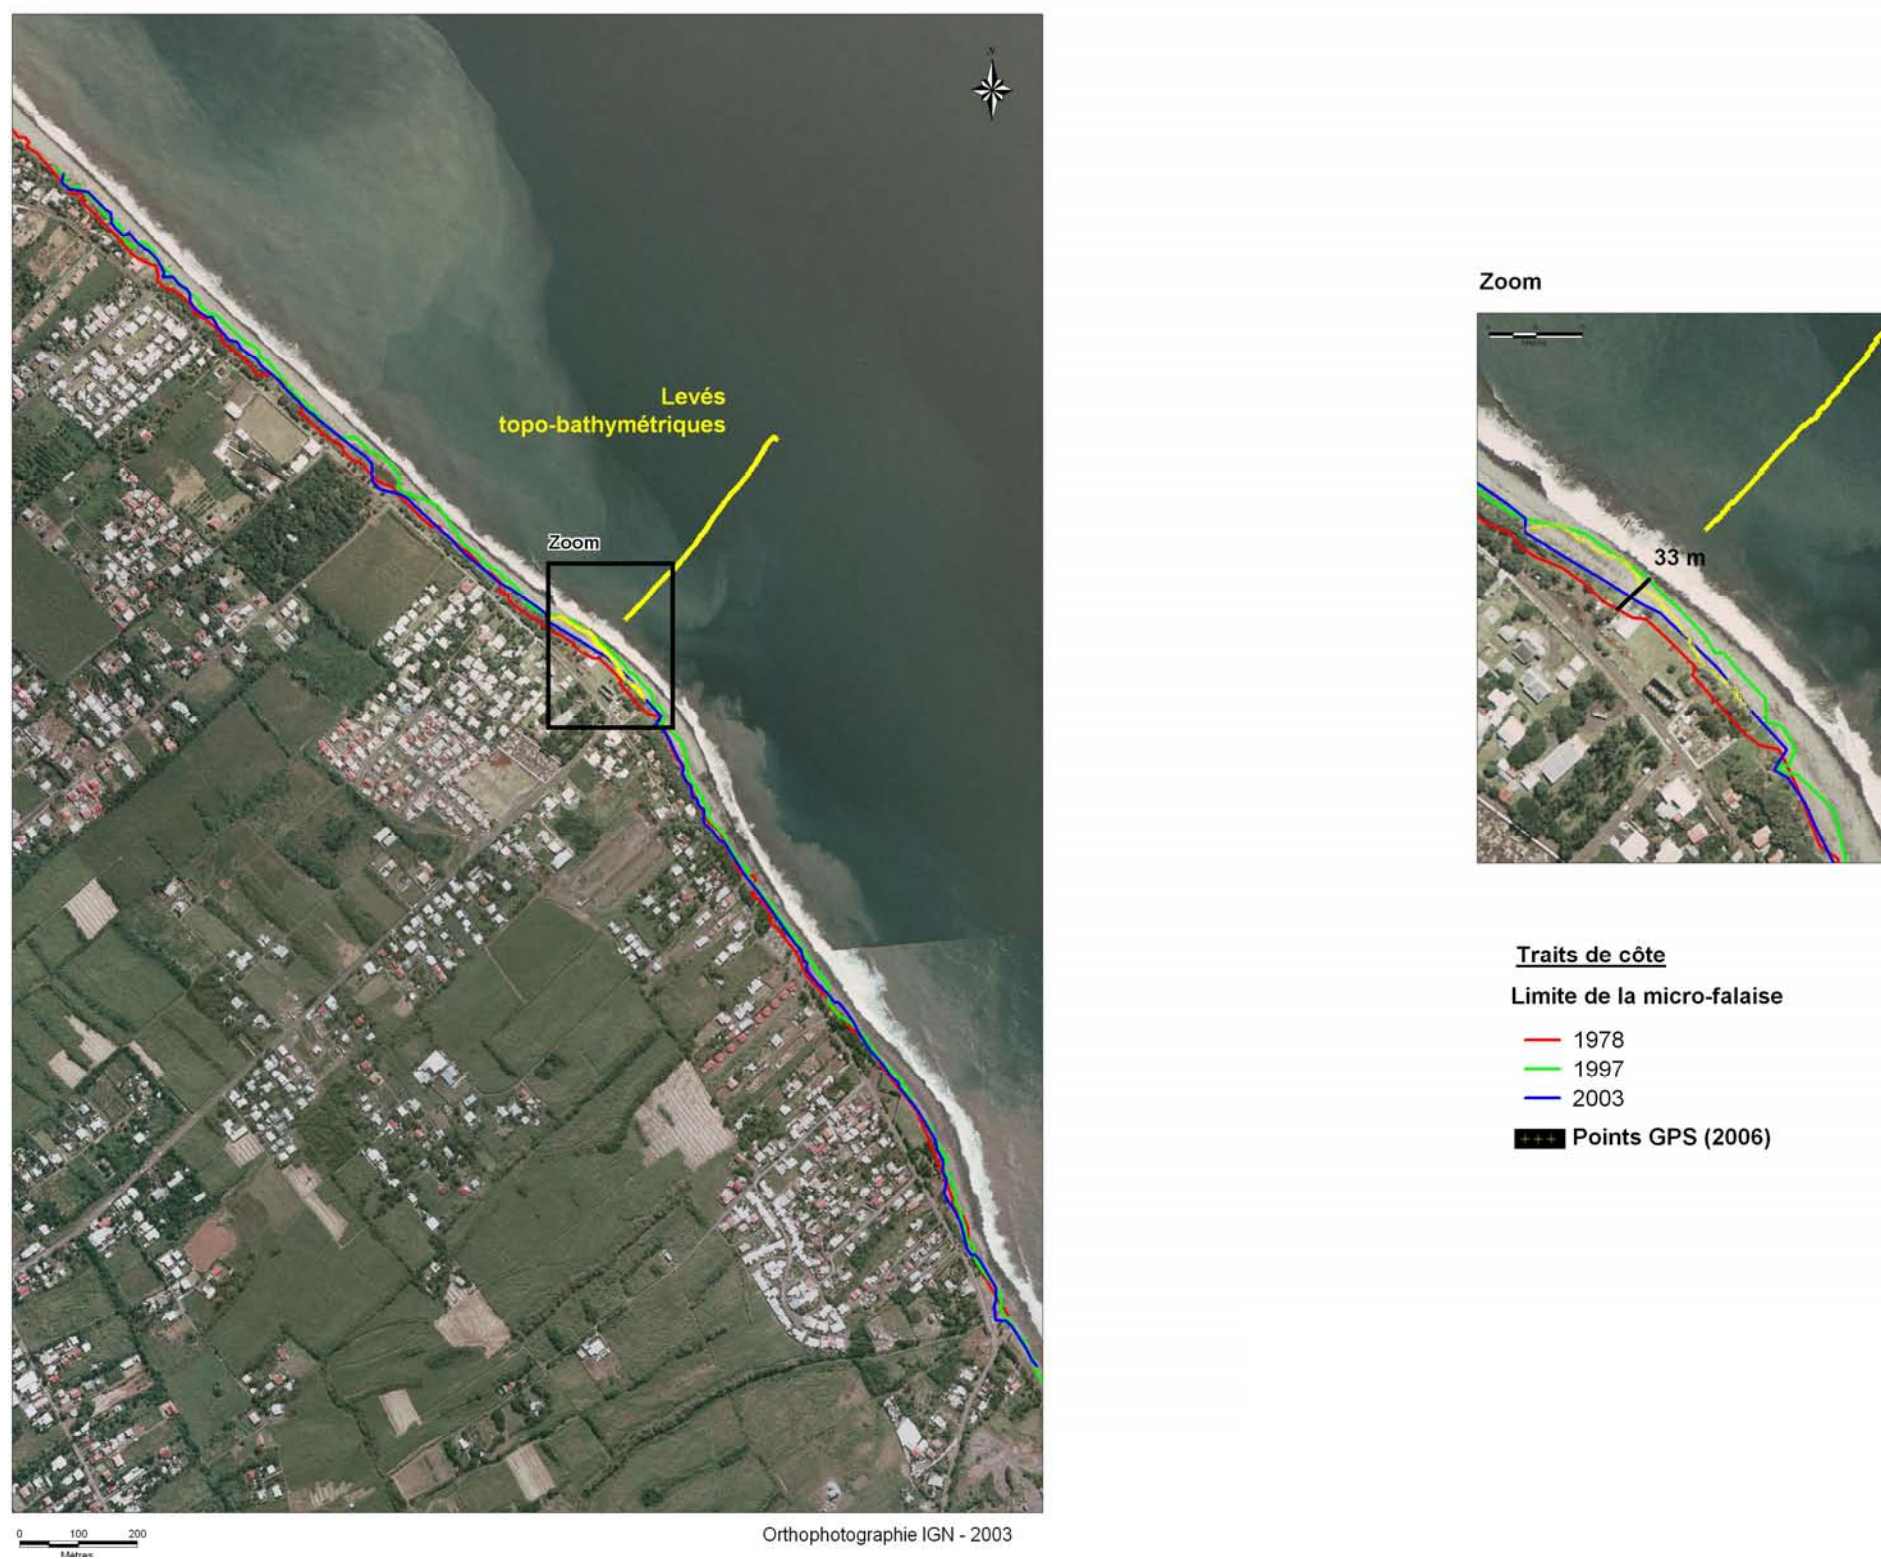 N
Levés
topo-bathymétriques
Zoom
0 100 200
Mètres
Orthophotographie IGN - 2003
Zoom
33 m
Traits de côte
Limite de la micro-falaise
1978
1997
2003
Points GPS (2006)